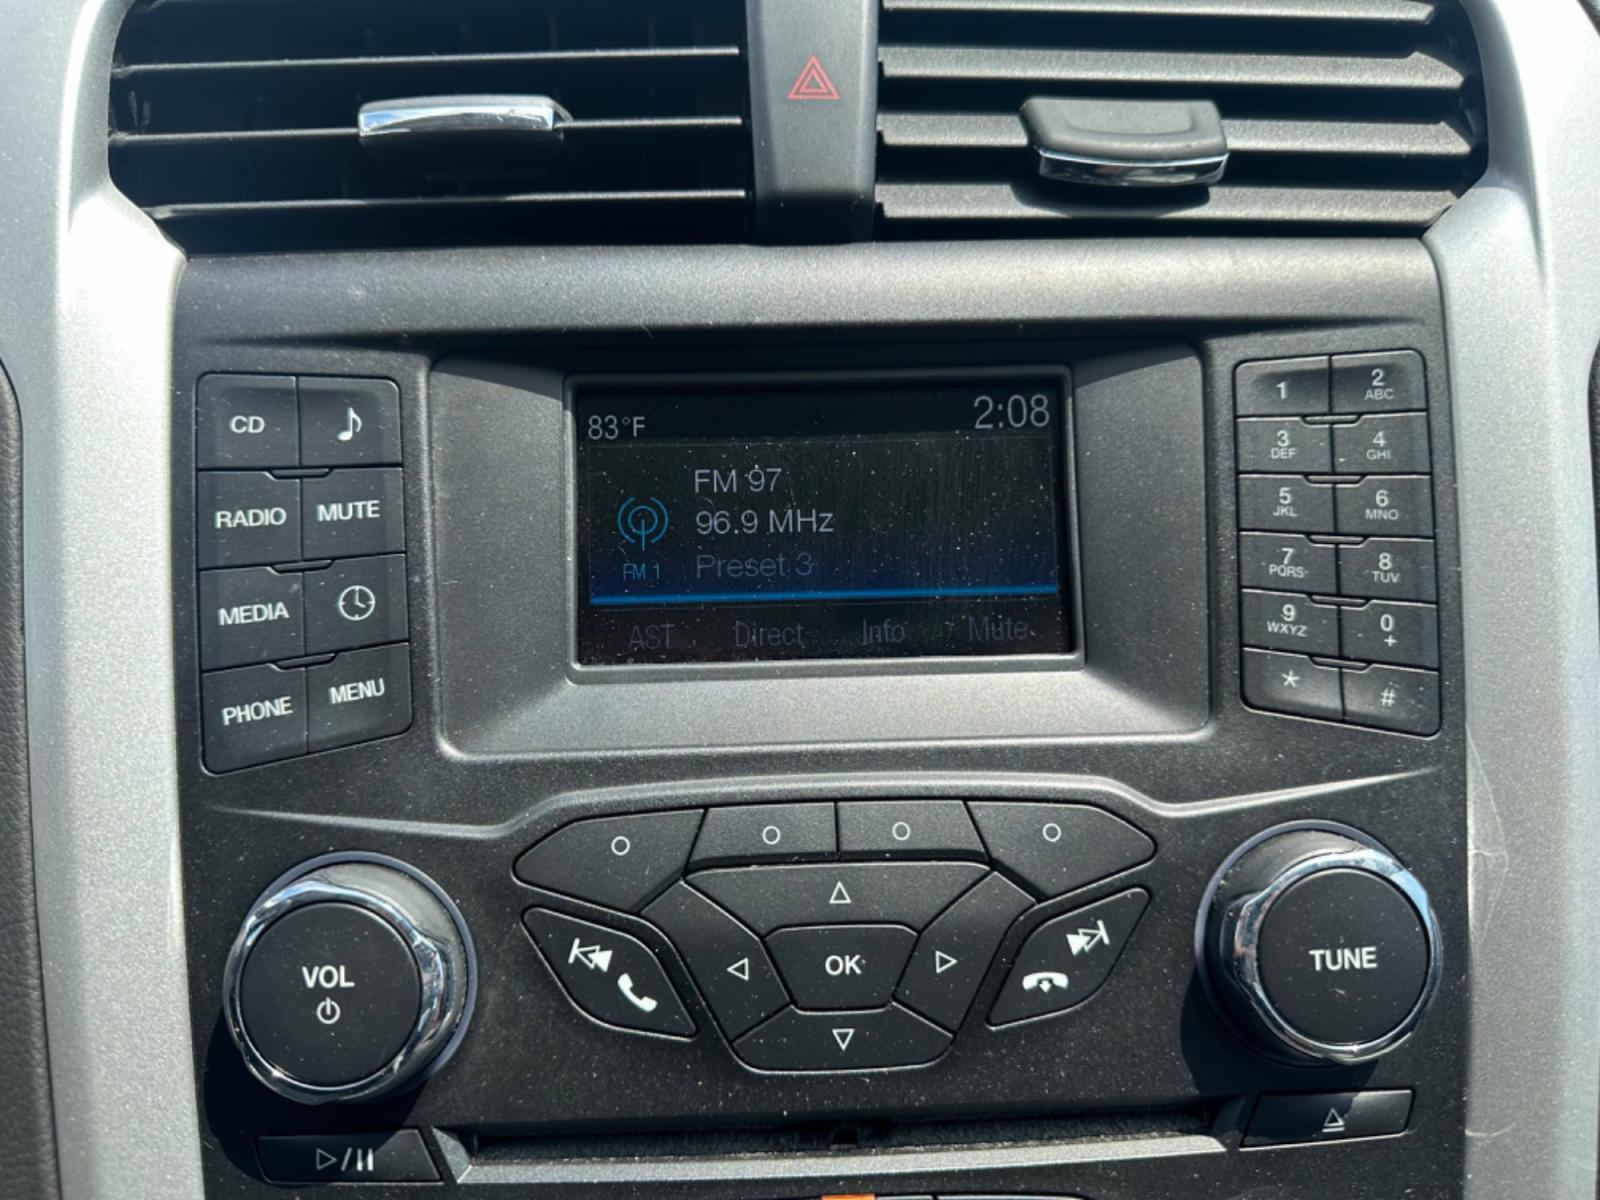 83°F
2:08
FM 97
96.9 MHz
FM 1
Preset 3
AST Direct Info Mute
CD
RADIO MUTE
MEDIA
PHONE MENU
1 2 ABC
3 DEF 4 GHI
5 JKL 6 MNO
7 PQRS 8 TUV
9 WXYZ 0 +
* #
OK
VOL
TUNE